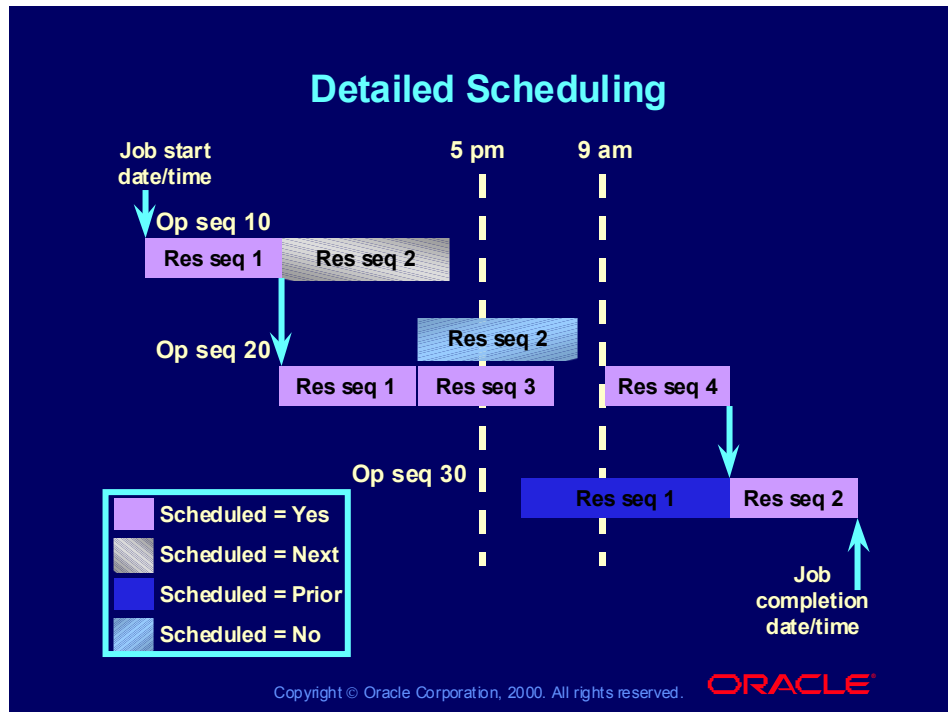 Detailed Scheduling
Job start
date/time
5 pm
9 am
Op seq 10
Res seq 1
Res seq 2
Res seq 2
Op seq 20
Res seq 1
Res seq 3
Res seq 4
Op seq 30
Res seq 1
Res seq 2
Scheduled = Yes
Scheduled = Next
Scheduled = Prior
Scheduled = No
Job
completion
date/time
Copyright © Oracle Corporation, 2000. All rights reserved.
ORACLE®